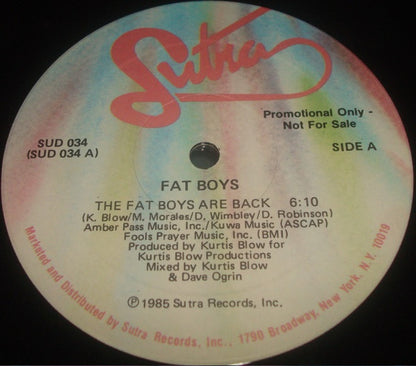 Sutra
Promotional Only -
Not For Sale
SUD 034
(SUD 034 A)
SIDE A
FAT BOYS
THE FAT BOYS ARE BACK 6:10
(K. Blow/M. Morales/D. Wimbley/D. Robinson)
Amber Pass Music, Inc./Kuwa Music (ASCAP)
Fools Prayer Music, Inc. (BMI)
Produced by Kurtis Blow for
Kurtis Blow Productions
Mixed by Kurtis Blow
& Dave Ogrin
℗ 1985 Sutra Records, Inc.
Marketed and Distributed by Sutra Records, Inc., 1790 Broadway, New York, N.Y. 10019